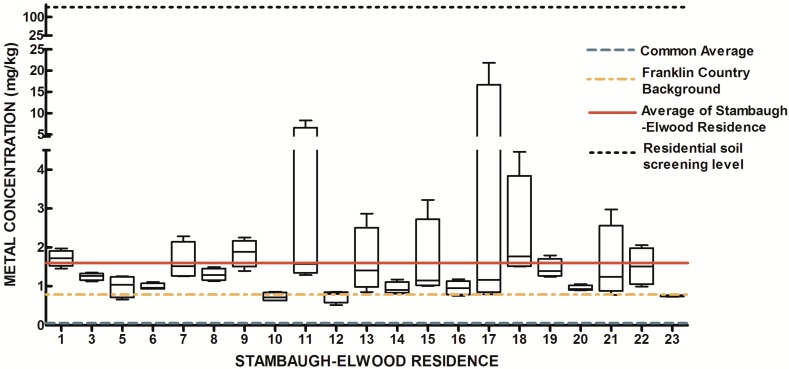 METAL CONCENTRATION (mg/kg)
100
25
25
20
15
10
5
4
3
2
1
0
Common Average
Franklin Country
Background
Average of Stambaugh
-Elwood Residence
Residential soil
screening level
1 3 5 6 7 8 9 10 11 12 13 14 15 16 17 18 19 20 21 22 23
STAMBAUGH-ELWOOD RESIDENCE